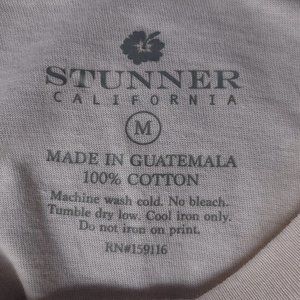 STUNNER
CALIFORNIA
M
MADE IN GUATEMALA
100% COTTON
Machine wash cold. No bleach.
Tumble dry low. Cool iron only.
Do not iron on print.
RN#159116